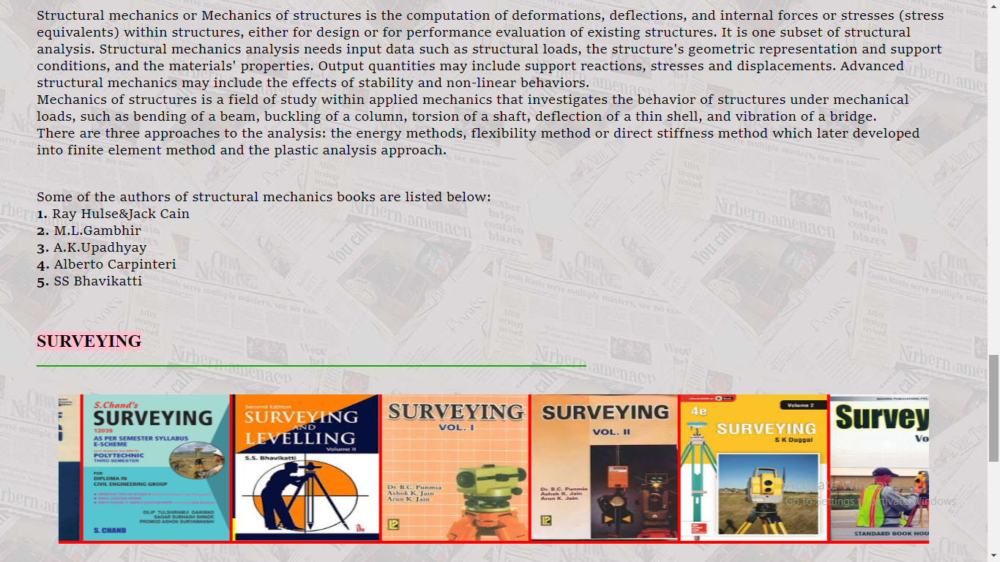 Structural mechanics or Mechanics of structures is the computation of deformations, deflections, and internal forces or stresses (stress
equivalents) within structures, either for design or for performance evaluation of existing structures. It is one subset of structural
analysis. Structural mechanics analysis needs input data such as structural loads, the structure's geometric representation and support
conditions, and the materials' properties. Output quantities may include support reactions, stresses and displacements. Advanced
structural mechanics may include the effects of stability and non-linear behaviors.
Mechanics of structures is a field of study within applied mechanics that investigates the behavior of structures under mechanical
loads, such as bending of a beam, buckling of a column, torsion of a shaft, deflection of a thin shell, and vibration of a bridge.
There are three approaches to the analysis: the energy methods, flexibility method or direct stiffness method which later developed
into finite element method and the plastic analysis approach.
Some of the authors of structural mechanics books are listed below:
1. Ray Hulse&Jack Cain
2. M.L.Gambhir
3. A.K.Upadhyay
4. Alberto Carpinteri
5. SS Bhavikatti
SURVEYING
S.Chand's
SURVEYING
12039
AS PER SEMESTER SYLLABUS
E-SCHEME
POLYTECHNIC
THIRD SEMESTER
FOR
DIPLOMA IN
CIVIL ENGINEERING GROUP
DILIP TULSHIRAMJI GAIKWAD
SAGAR SUBHASH SHINDE
PROMOD ASHOK SURYAWANSHI
S. CHAND
Second Edition
SURVEYING
AND
LEVELLING
Volume II
S.S. Bhavikatti
SURVEYING
VOL. I
Dr. B.C. Punmia
Ashok K. Jain
Arun K. Jain
SURVEYING
VOL. II
Dr. B.C. Punmia
Ashok K. Jain
Arun K. Jain
4e
Volume 2
SURVEYING
S K Duggal
Survey
Vo
STANDARD BOOK HOU
Activate Windows
Go to Settings to activate Windows.